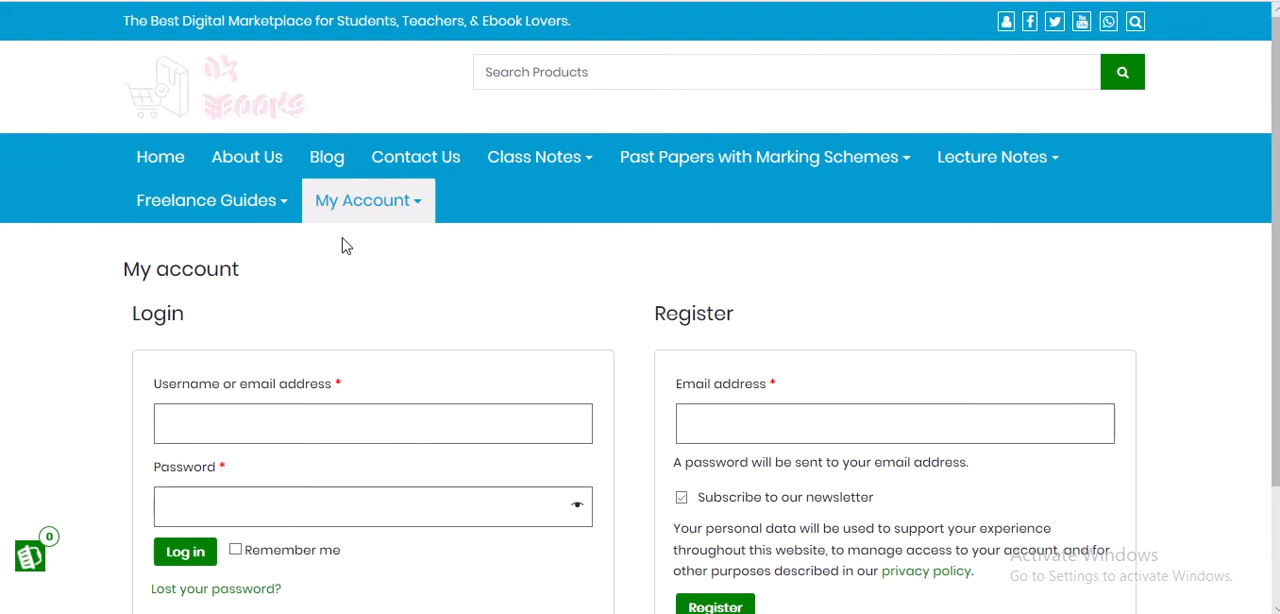 The Best Digital Marketplace for Students, Teachers, & Ebook Lovers.
OX
BOOKS
Search Products
Home About Us Blog Contact Us Class Notes Past Papers with Marking Schemes Lecture Notes
Freelance Guides My Account
My account
Login
Register
Username or email address *
Email address *
A password will be sent to your email address.
Password *
Subscribe to our newsletter
Your personal data will be used to support your experience
throughout this website, to manage access to your account, and for
other purposes described in our privacy policy.
0
Log in Remember me
Lost your password?
Register
Activate Windows
Go to Settings to activate Windows.